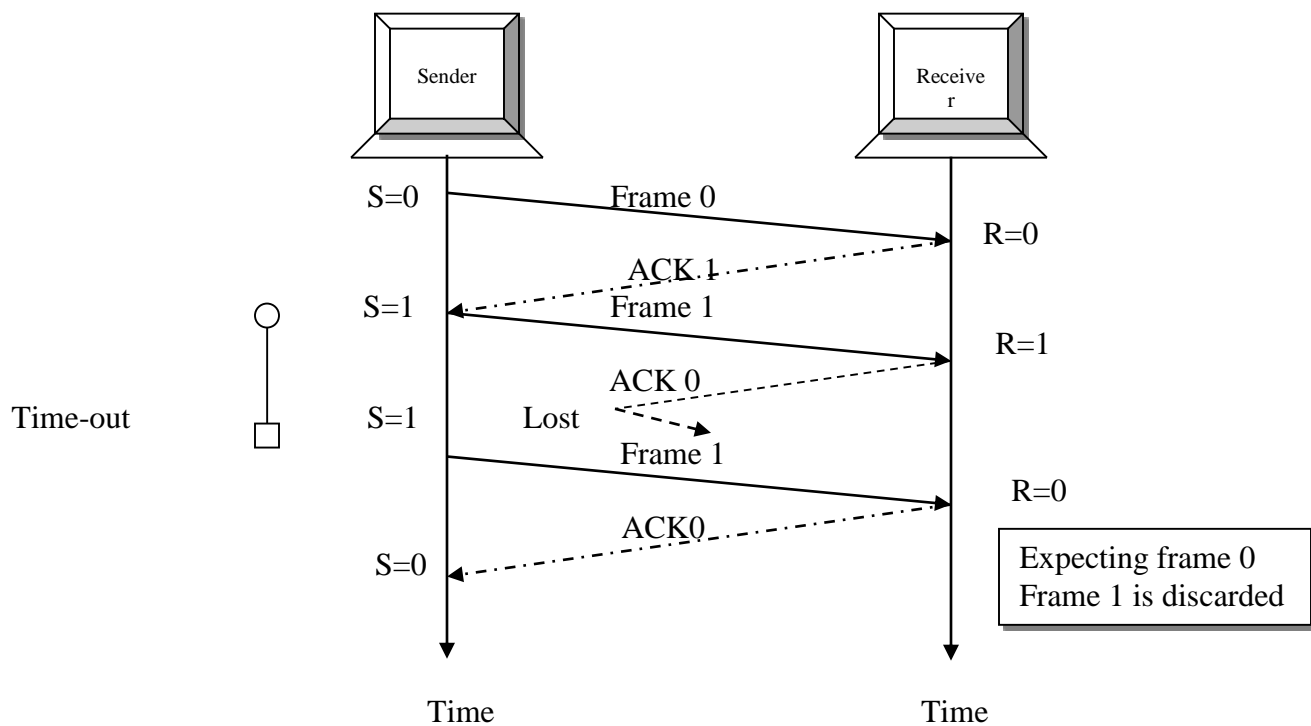 Sender
Receive
r
S=0
Frame 0
R=0
ACK 1
S=1
Frame 1
R=1
ACK 0
Time-out
S=1
Lost
Frame 1
R=0
ACK0
S=0
Expecting frame 0
Frame 1 is discarded
Time
Time